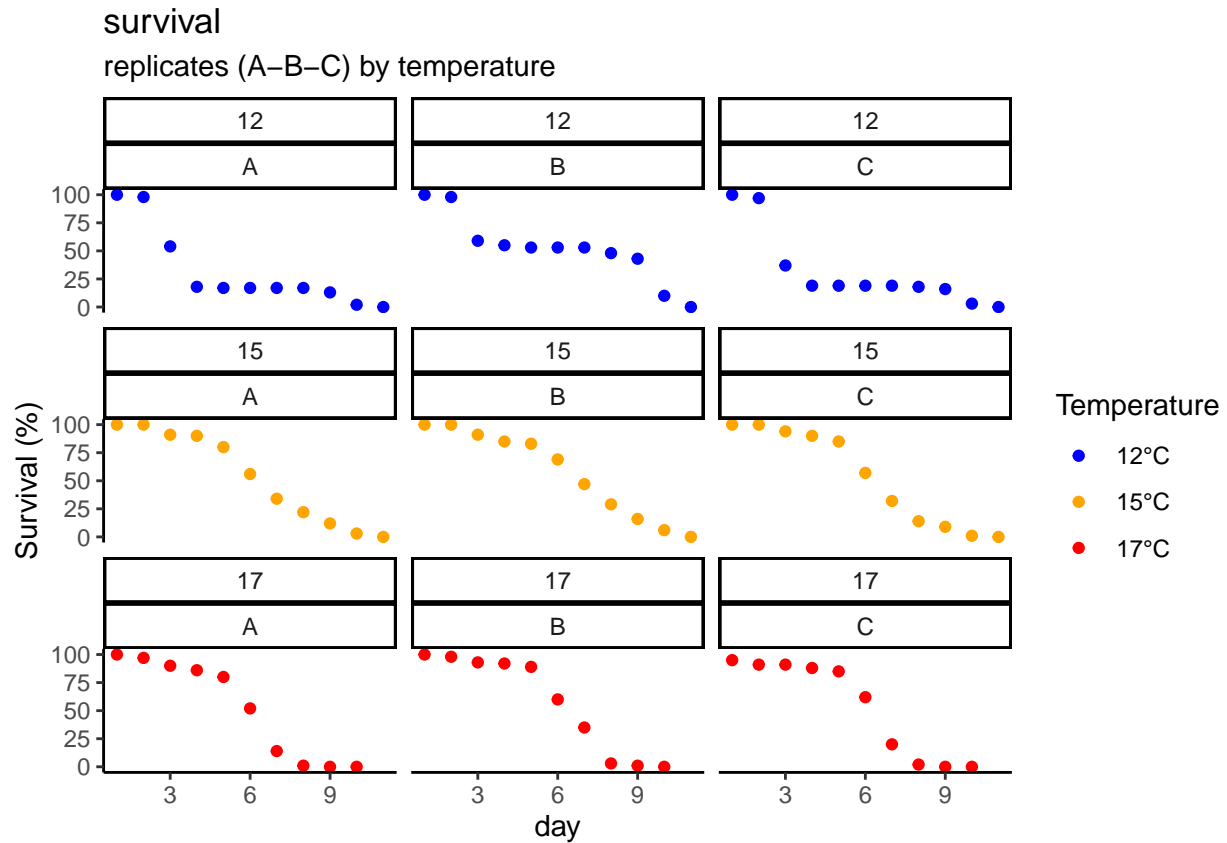 survival
replicates (A−B−C) by temperature
12 12 12
A B C
100
75
50
25
0
15 15 15
A B C
100
75
50
25
0
17 17 17
A B C
100
75
50
25
0
3 6 9 3 6 9 3 6 9
day
Survival (%)
Temperature
12°C
15°C
17°C